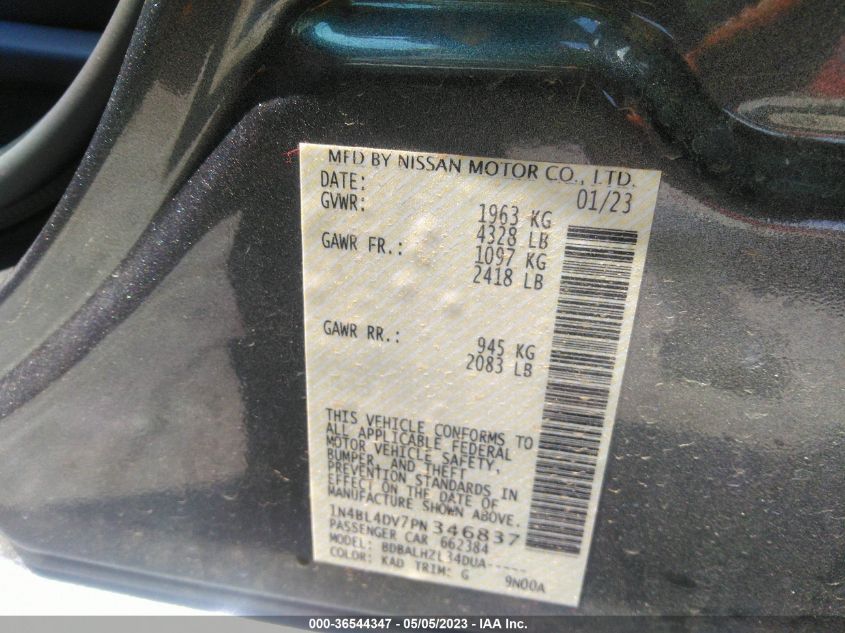 MFD BY NISSAN MOTOR CO., LTD.
DATE: 01/23
GVWR: 1963 KG
4328 LB
GAWR FR.: 1097 KG
2418 LB
GAWR RR.: 945 KG
2083 LB
THIS VEHICLE CONFORMS TO
ALL APPLICABLE FEDERAL
MOTOR VEHICLE SAFETY,
BUMPER, AND THEFT
PREVENTION STANDARDS IN
EFFECT ON THE DATE OF
MANUFACTURE SHOWN ABOVE.
1N4BL4DV7PN346837
PASSENGER CAR 662384
MODEL: BDBALHZL34DUA-----
COLOR: KAD TRIM: G 9N00A
000-36544347 - 05/05/2023 - IAA Inc.